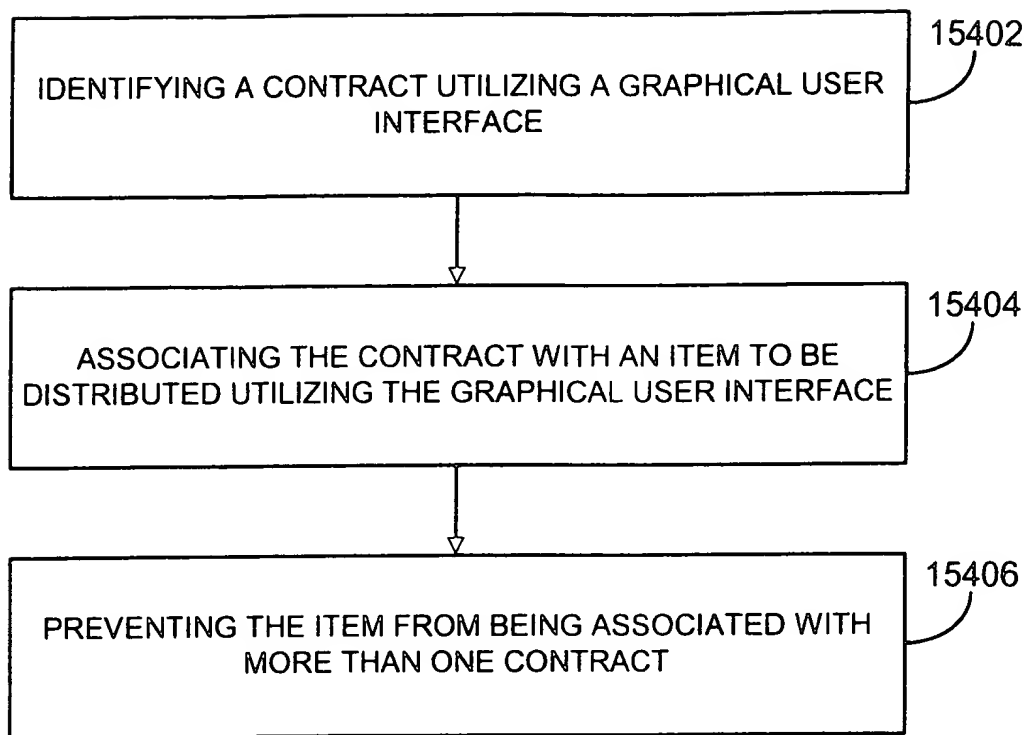 15402
IDENTIFYING A CONTRACT UTILIZING A GRAPHICAL USER
INTERFACE
15404
ASSOCIATING THE CONTRACT WITH AN ITEM TO BE
DISTRIBUTED UTILIZING THE GRAPHICAL USER INTERFACE
15406
PREVENTING THE ITEM FROM BEING ASSOCIATED WITH
MORE THAN ONE CONTRACT